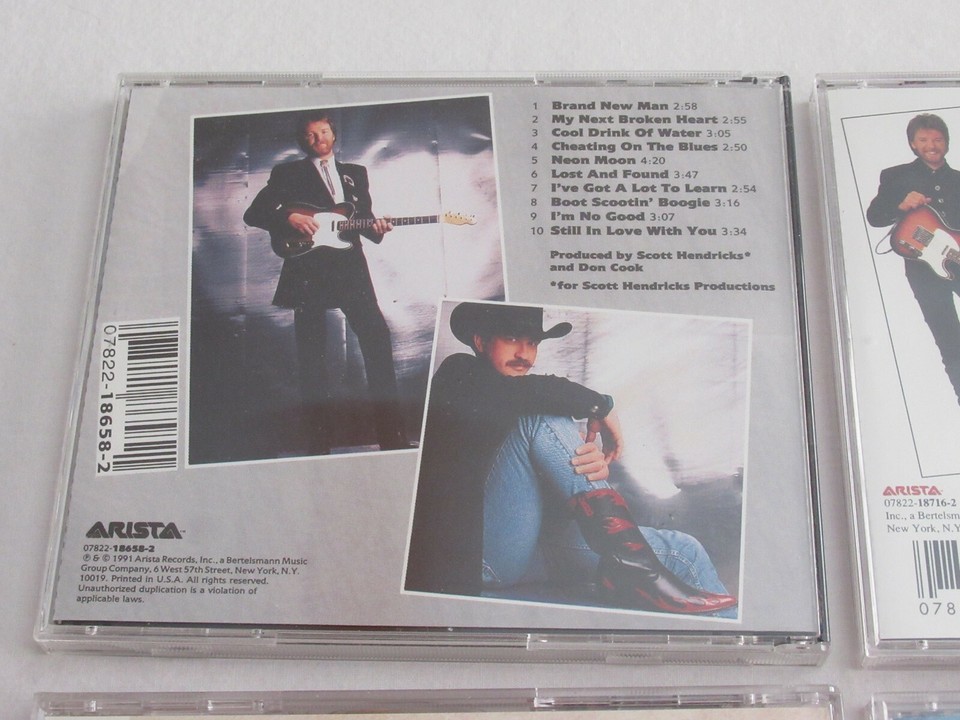 1 Brand New Man 2:58
2 My Next Broken Heart 2:55
3 Cool Drink Of Water 3:05
4 Cheating On The Blues 2:50
5 Neon Moon 4:20
6 Lost And Found 3:47
7 I've Got A Lot To Learn 2:54
8 Boot Scootin' Boogie 3:16
9 I'm No Good 3:07
10 Still In Love With You 3:34
Produced by Scott Hendricks*
and Don Cook
*for Scott Hendricks Productions
07822-18658-2
ARISTA™
07822-18658-2
℗ & © 1991 Arista Records, Inc., a Bertelsmann Music
Group Company, 6 West 57th Street, New York, N.Y.
10019. Printed in U.S.A. All rights reserved.
Unauthorized duplication is a violation of
applicable laws.
ARISTA
07822-18716-2
Inc., a Bertelsm
New York, N.Y
078